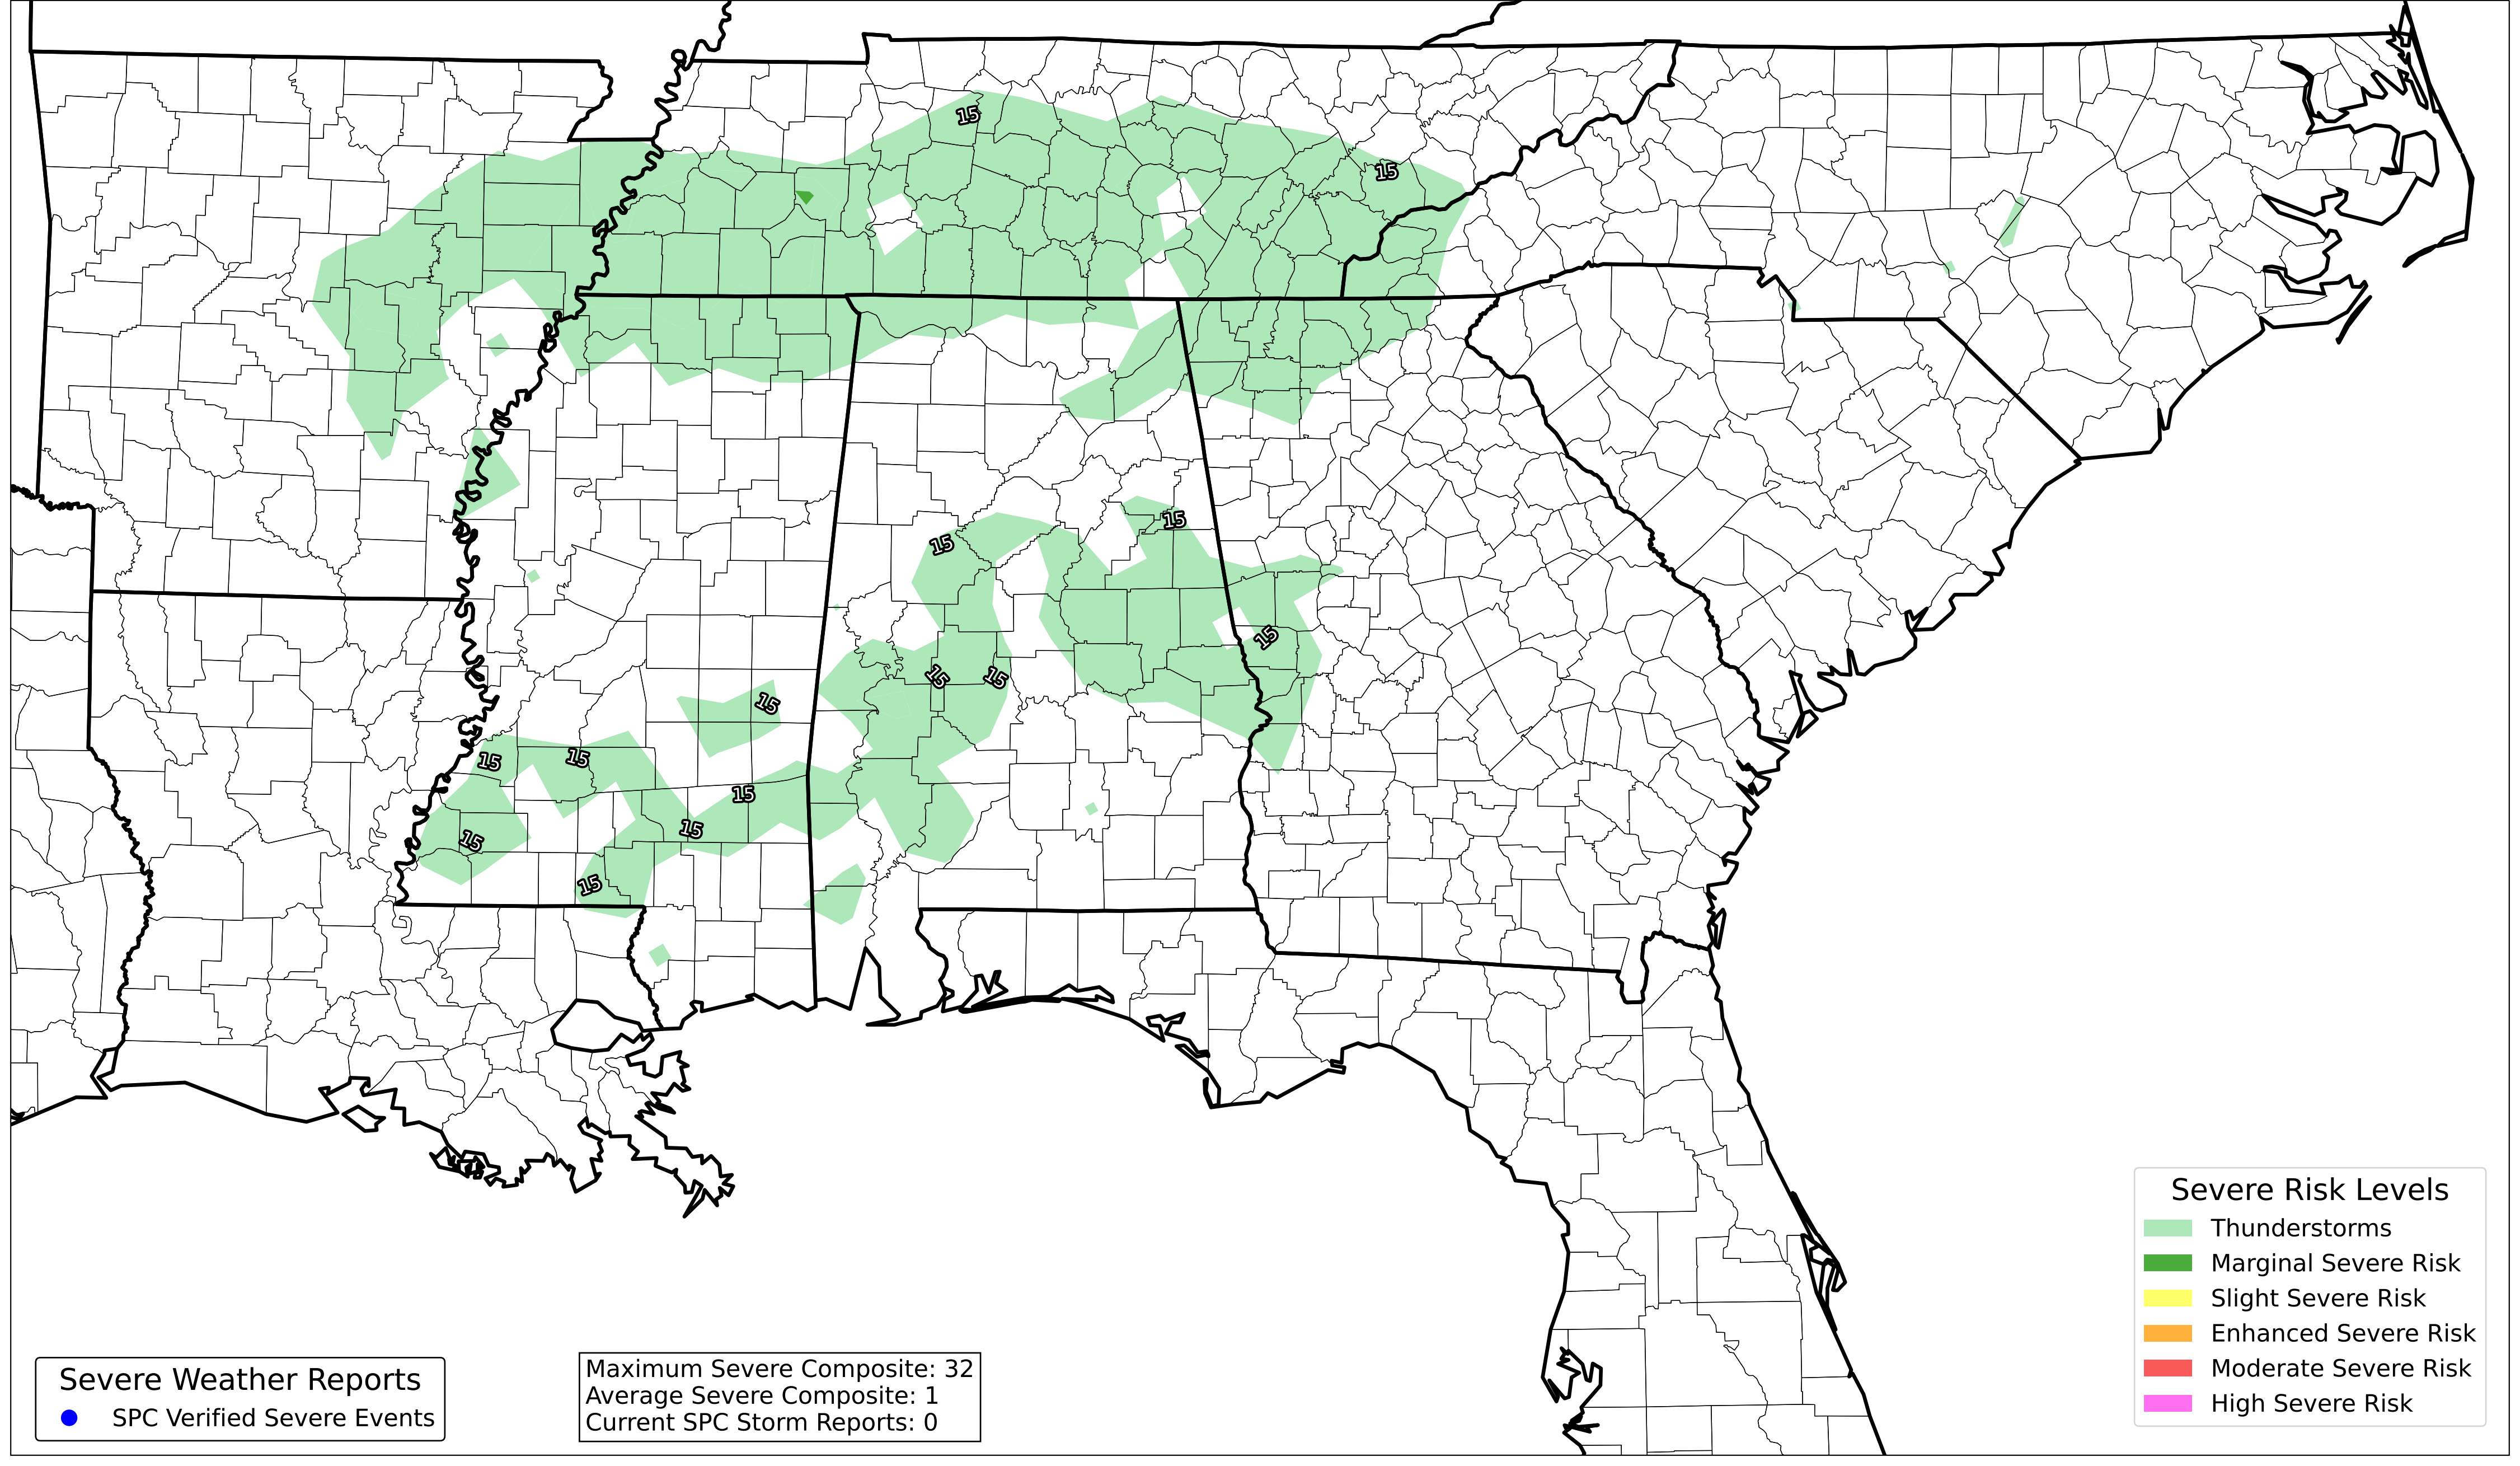 15
15
15
15
15
15
15
15
15
15
15
15
15
15
Severe Risk Levels
Thunderstorms
Marginal Severe Risk
Slight Severe Risk
Enhanced Severe Risk
Moderate Severe Risk
High Severe Risk
Severe Weather Reports
SPC Verified Severe Events
Maximum Severe Composite: 32
Average Severe Composite: 1
Current SPC Storm Reports: 0